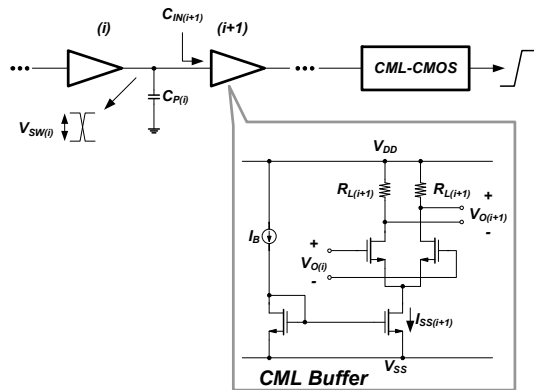 (i)
C_IN(i+1)
(i+1)
•••
•••
CML-CMOS
C_P(i)
V_SW(i)
V_DD
R_L(i+1)
R_L(i+1)
+
V_O(i+1)
-
I_B
+
V_O(i)
-
I_SS(i+1)
V_SS
CML Buffer